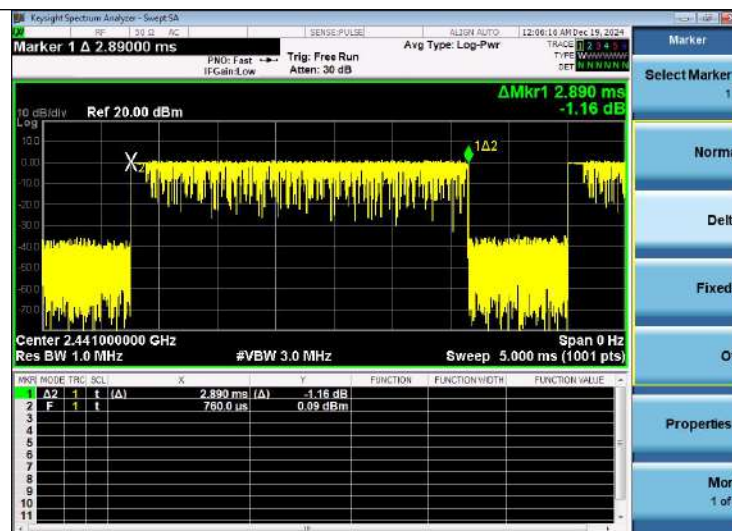 Keysight Spectrum Analyzer - Swept SA
RF 50 Ω AC SENSE:PULSE ALIGN AUTO 12:06:16 AM Dec 19, 2024
Marker 1 Δ 2.89000 ms
PNO: Fast Trig: Free Run Avg Type: Log-Pwr TRACE 1 2 3 4 5 6
IFGain:Low Atten: 30 dB TYPE WWWWWW
DET N N N N N N
Marker
Select Marker
1
ΔMkr1 2.890 ms
-1.16 dB
10 dB/div Ref 20.00 dBm
Log
10.0
0.00
-10.0
-20.0
-30.0
-40.0
-50.0
-60.0
-70.0
X2
1Δ2
Center 2.441000000 GHz Span 0 Hz
Res BW 1.0 MHz #VBW 3.0 MHz Sweep 5.000 ms (1001 pts)
MKR MODE TRC SCL X Y FUNCTION FUNCTION WIDTH FUNCTION VALUE
1 Δ2 1 t (Δ) 2.890 ms (Δ) -1.16 dB
2 F 1 t 760.0 us 0.09 dBm
3
4
5
6
7
8
9
10
11
Norma
Delt
Fixed
O
Properties
Mor
1 of